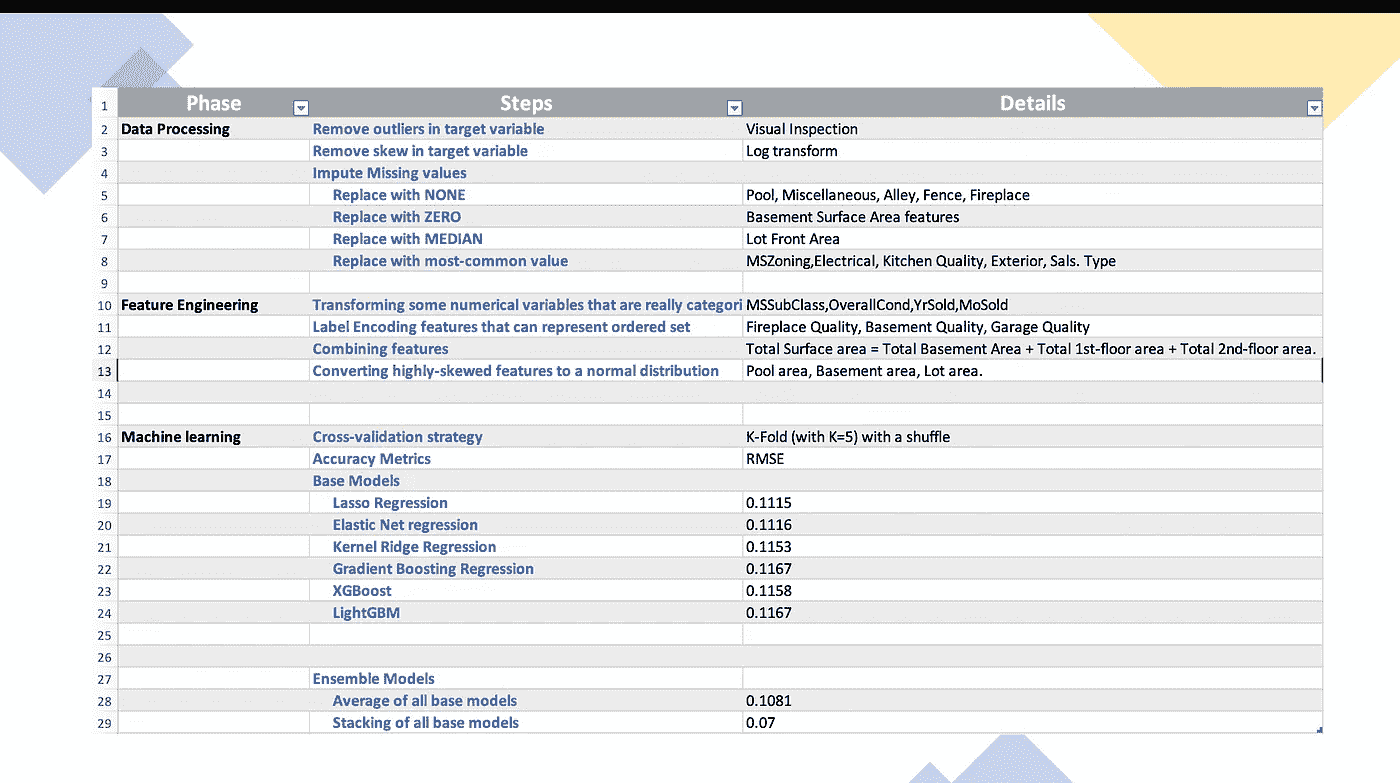 1 Phase Steps Details
2 Data Processing Remove outliers in target variable Visual Inspection
3 Remove skew in target variable Log transform
4 Impute Missing values
5 Replace with NONE Pool, Miscellaneous, Alley, Fence, Fireplace
6 Replace with ZERO Basement Surface Area features
7 Replace with MEDIAN Lot Front Area
8 Replace with most-common value MSZoning,Electrical, Kitchen Quality, Exterior, Sals. Type
9
10 Feature Engineering Transforming some numerical variables that are really categori MSSubClass,OverallCond,YrSold,MoSold
11 Label Encoding features that can represent ordered set Fireplace Quality, Basement Quality, Garage Quality
12 Combining features Total Surface area = Total Basement Area + Total 1st-floor area + Total 2nd-floor area.
13 Converting highly-skewed features to a normal distribution Pool area, Basement area, Lot area.
14
15
16 Machine learning Cross-validation strategy K-Fold (with K=5) with a shuffle
17 Accuracy Metrics RMSE
18 Base Models
19 Lasso Regression 0.1115
20 Elastic Net regression 0.1116
21 Kernel Ridge Regression 0.1153
22 Gradient Boosting Regression 0.1167
23 XGBoost 0.1158
24 LightGBM 0.1167
25
26
27 Ensemble Models
28 Average of all base models 0.1081
29 Stacking of all base models 0.07